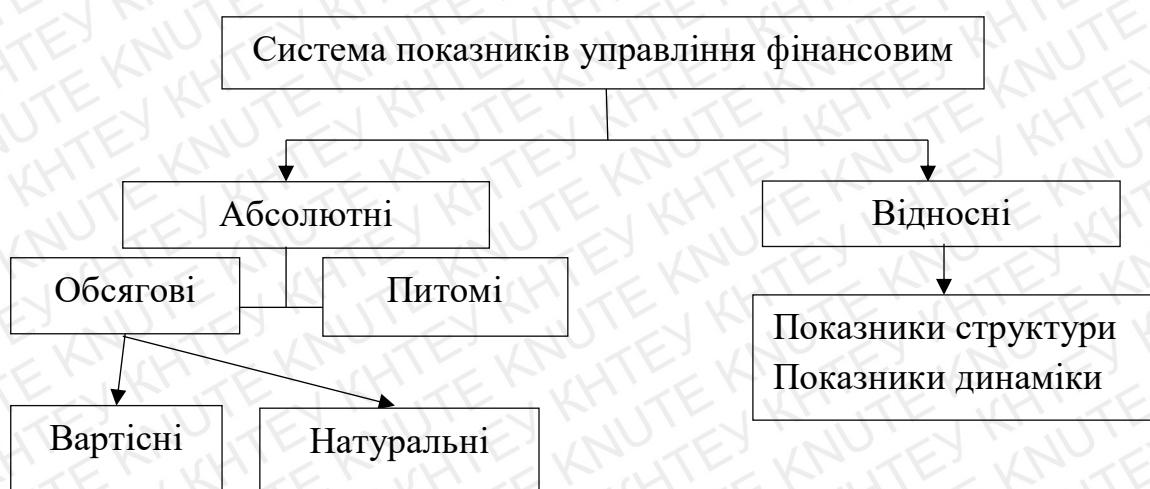 Система показників управління фінансовим
Абсолютні
Відносні
Обсягові
Питомі
Показники структури
Показники динаміки
Вартісні
Натуральні